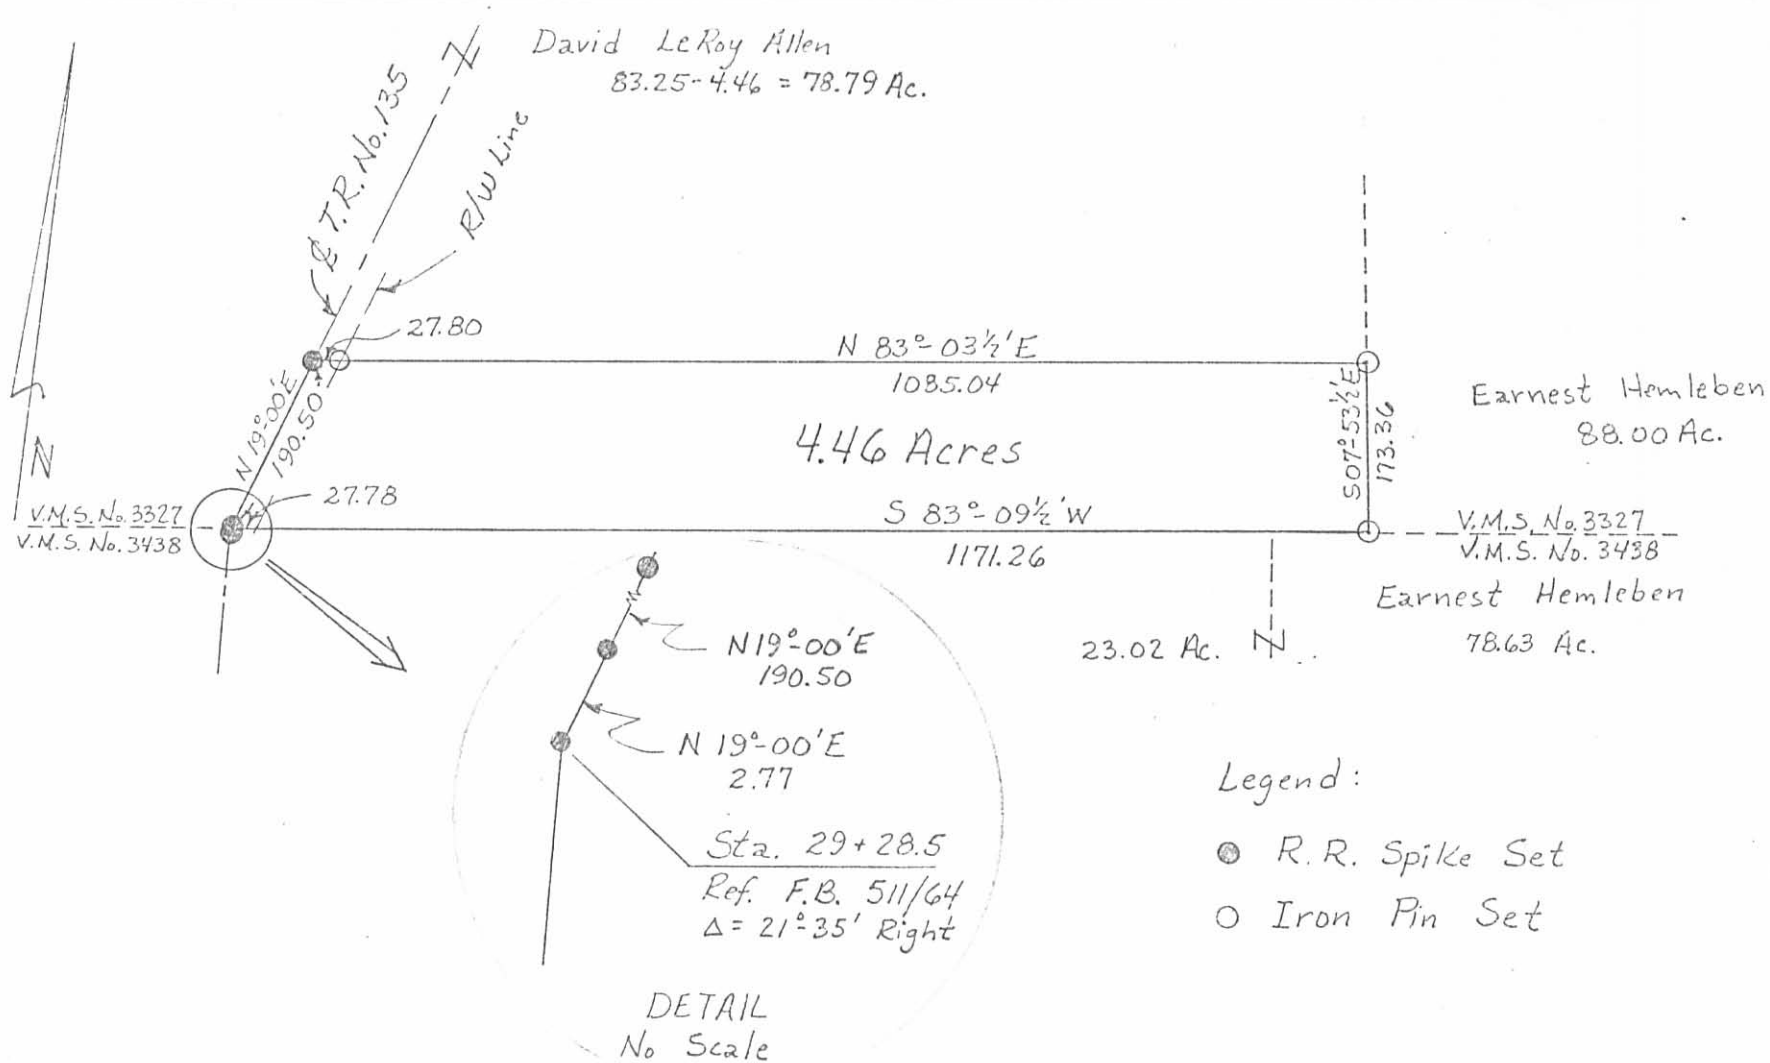 David LeRoy Allen
83.25-4.46 = 78.79 Ac.
℄ T.R. No. 135
R/W Line
27.80
N 83°-03½'E
1085.04
N 19°-00'E
190.50
4.46 Acres
S07°-53½'E
173.36
Earnest Hemleben
88.00 Ac.
N
27.78
V.M.S. No. 3327
V.M.S. No. 3438
S 83°-09½'W
1171.26
V.M.S. No. 3327
V.M.S. No. 3438
Earnest Hemleben
78.63 Ac.
23.02 Ac.
N 19°-00'E
190.50
N 19°-00'E
2.77
Sta. 29+28.5
Ref. F.B. 511/64
Δ = 21°-35' Right
DETAIL
No Scale
Legend:
R.R. Spike Set
Iron Pin Set